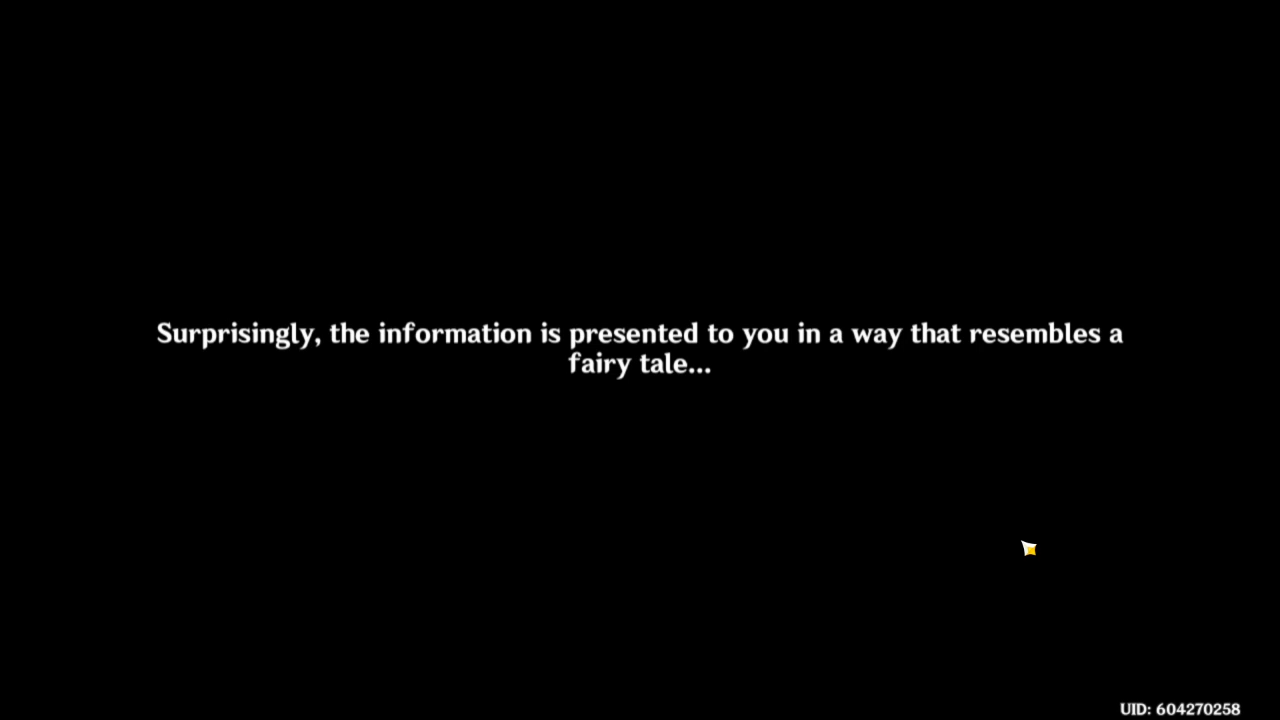 Surprisingly, the information is presented to you in a way that resembles a
fairy tale...
UID: 604270258